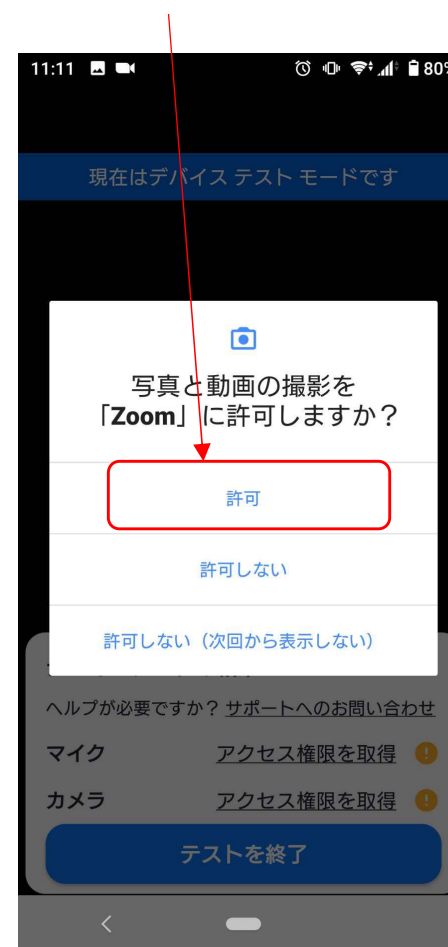 11:11
80%
現在はデバイス テスト モードです
写真と動画の撮影を
「Zoom」に許可しますか？
許可
許可しない
許可しない（次回から表示しない）
ヘルプが必要ですか？ サポートへのお問い合わせ
マイク アクセス権限を取得
カメラ アクセス権限を取得
テストを終了